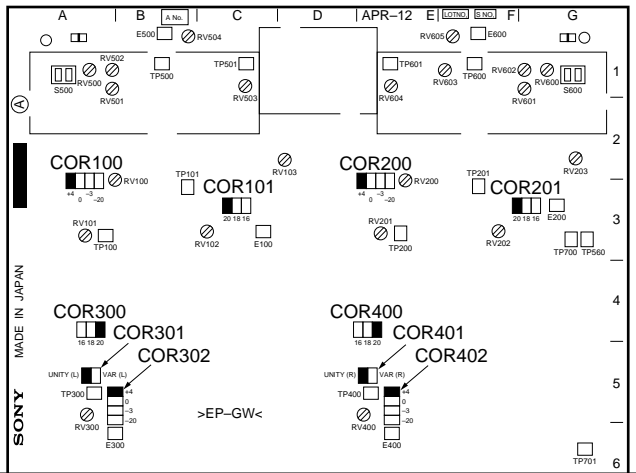 A B A No. C D APR–12 E LOTNO. S NO. F G
E500 RV504 RV605 E600
RV502 TP500 TP501 TP601 RV603 TP600 RV602 RV600
S500 RV500 RV501 RV503 RV604 RV601 S600
1
A
2
COR100 RV103 COR200 RV203
RV100 TP101 COR101 RV200 TP201 COR201
+4 0 –3 –20
20 18 16
+4 0 –3 –20
20 18 16
E200
3
RV101 TP100 RV102 E100 RV201 TP200 RV202 TP700 TP560
MADE IN JAPAN
4
COR300 COR400
16 18 20
16 18 20
COR301 COR401
COR302 COR402
UNITY (L) VAR (L) UNITY (R) VAR (R)
5
TP300 +4 0 –3 –20
TP400 +4 0 –3 –20
>EP–GW<
RV300 E300 RV400 E400
SONY
TP701
6